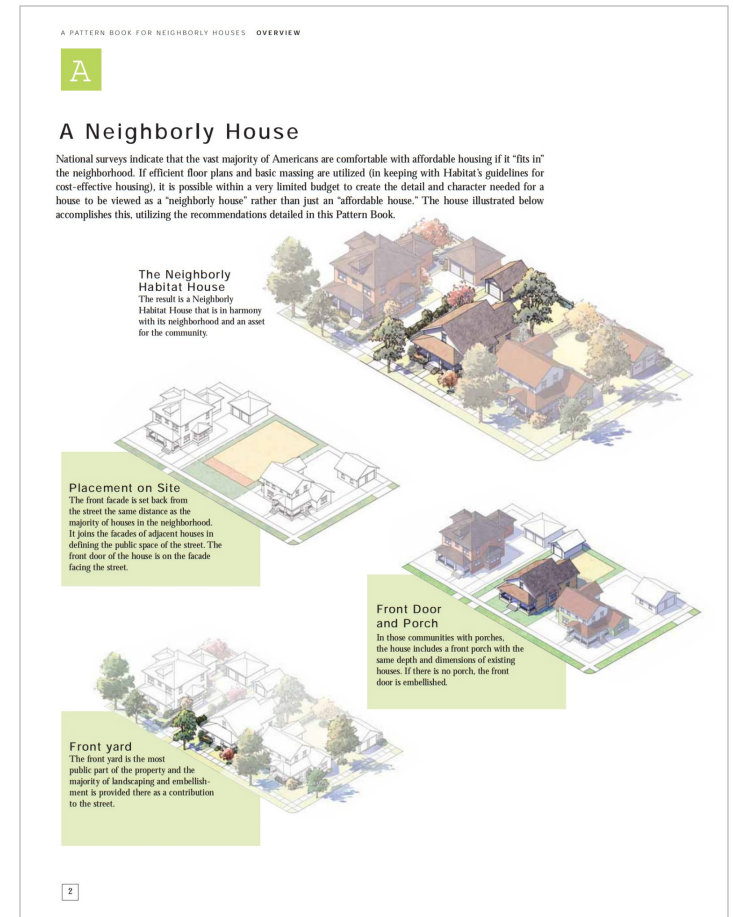 A PATTERN BOOK FOR NEIGHBORLY HOUSES OVERVIEW
A
A Neighborly House
National surveys indicate that the vast majority of Americans are comfortable with affordable housing if it “fits in”
the neighborhood. If efficient floor plans and basic massing are utilized (in keeping with Habitat’s guidelines for
cost-effective housing), it is possible within a very limited budget to create the detail and character needed for a
house to be viewed as a “neighborly house” rather than just an “affordable house.” The house illustrated below
accomplishes this, utilizing the recommendations detailed in this Pattern Book.
The Neighborly
Habitat House
The result is a Neighborly
Habitat House that is in harmony
with its neighborhood and an asset
for the community.
Placement on Site
The front facade is set back from
the street the same distance as the
majority of houses in the neighborhood.
It joins the facades of adjacent houses in
defining the public space of the street. The
front door of the house is on the facade
facing the street.
Front Door
and Porch
In those communities with porches,
the house includes a front porch with the
same depth and dimensions of existing
houses. If there is no porch, the front
door is embellished.
Front yard
The front yard is the most
public part of the property and the
majority of landscaping and embellish-
ment is provided there as a contribution
to the street.
2